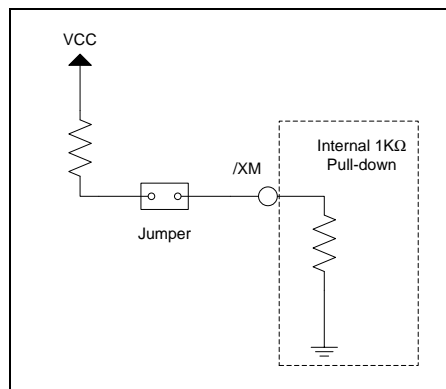 VCC
Internal 1KΩ
Pull-down
/XM
Jumper